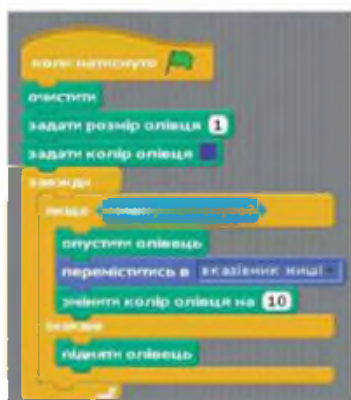 коли натиснуто
очистити
задати розмір олівця 1
задати колір олівця
завжди
якщо
опустити олівець
переміститись в вказівник миші
змінити колір олівця на 10
інакше
підняти олівець